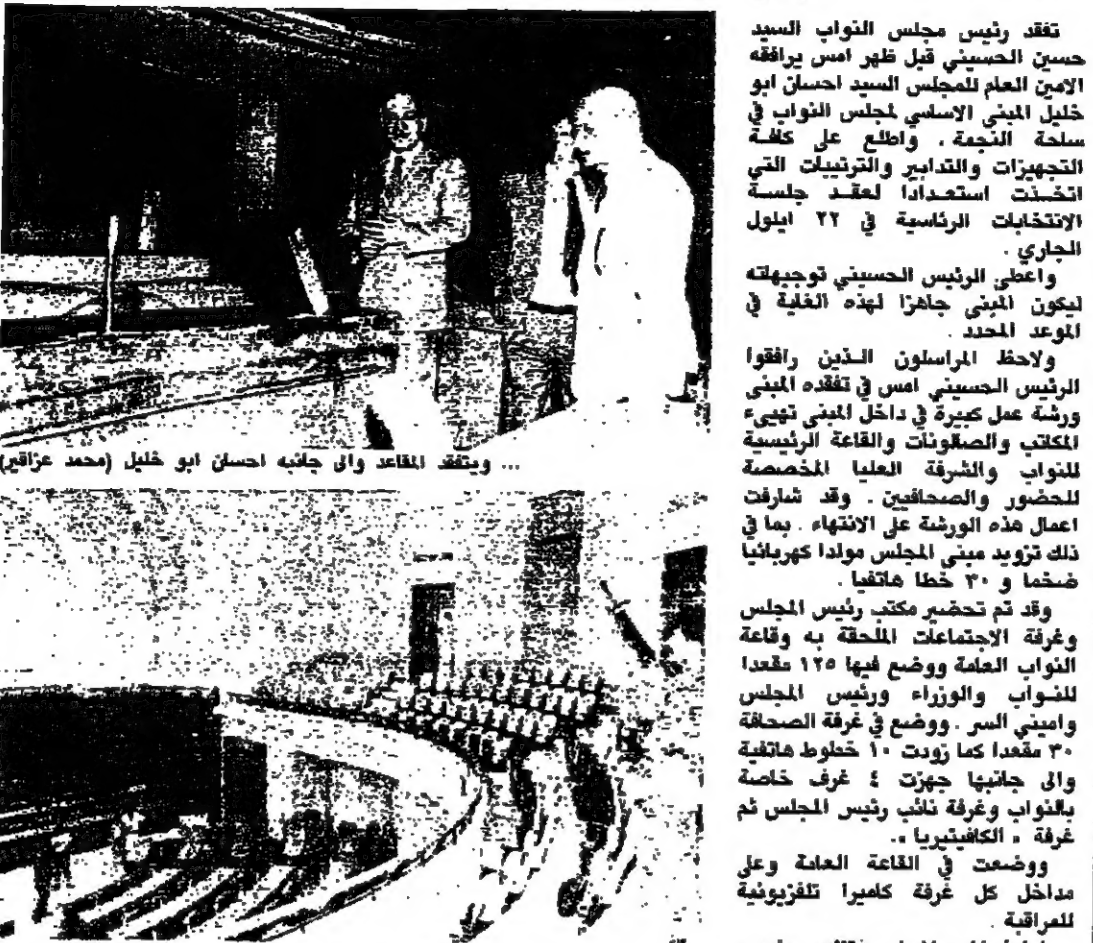 تفقد رئيس مجلس النواب السيد
حسين الحسيني قبل ظهر امس يرافقه
الامين العام للمجلس السيد احسان ابو
خليل المبنى الاساسي لمجلس النواب في
ساحة النجمة ، واطلع على كافة
التجهيزات والتدابير والترتيبات التي
اتخذت استعدادا لعقد جلسة
الانتخابات الرئاسية في ٢٢ ايلول
الجاري .
واعطى الرئيس الحسيني توجيهاته
ليكون المبنى جاهزا لهذه الغاية في
الموعد المحدد .
ولاحظ المراسلون الذين رافقوا
الرئيس الحسيني امس في تفقده المبنى
ورشة عمل كبيرة في داخل المبنى تهيىء
المكاتب والصالونات والقاعة الرئيسية
للنواب والشرفة العليا المخصصة
للحضور والصحافيين . وقد شارفت
اعمال هذه الورشة على الانتهاء . بما في
ذلك تزويد مبنى المجلس مولدا كهربائيا
ضخما و ٣٠ خطا هاتفيا .
وقد تم تحضير مكتب رئيس المجلس
وغرفة الاجتماعات الملحقة به وقاعة
النواب العامة ووضع فيها ١٢٥ مقعدا
للنواب والوزراء ورئيس المجلس
واميني السر . ووضع في غرفة الصحافة
٣٠ مقعدا كما زودت ١٠ خطوط هاتفية
والى جانبها جهزت ٤ غرف خاصة
بالنواب وغرفة نائب رئيس المجلس ثم
غرفة « الكافيتيريا ».
ووضعت في القاعة العامة وعلى
مداخل كل غرفة كاميرا تلفزيونية
للمراقبة .
... ويتفقد المقاعد والى جانبه احسان ابو خليل (محمد عزاقير)